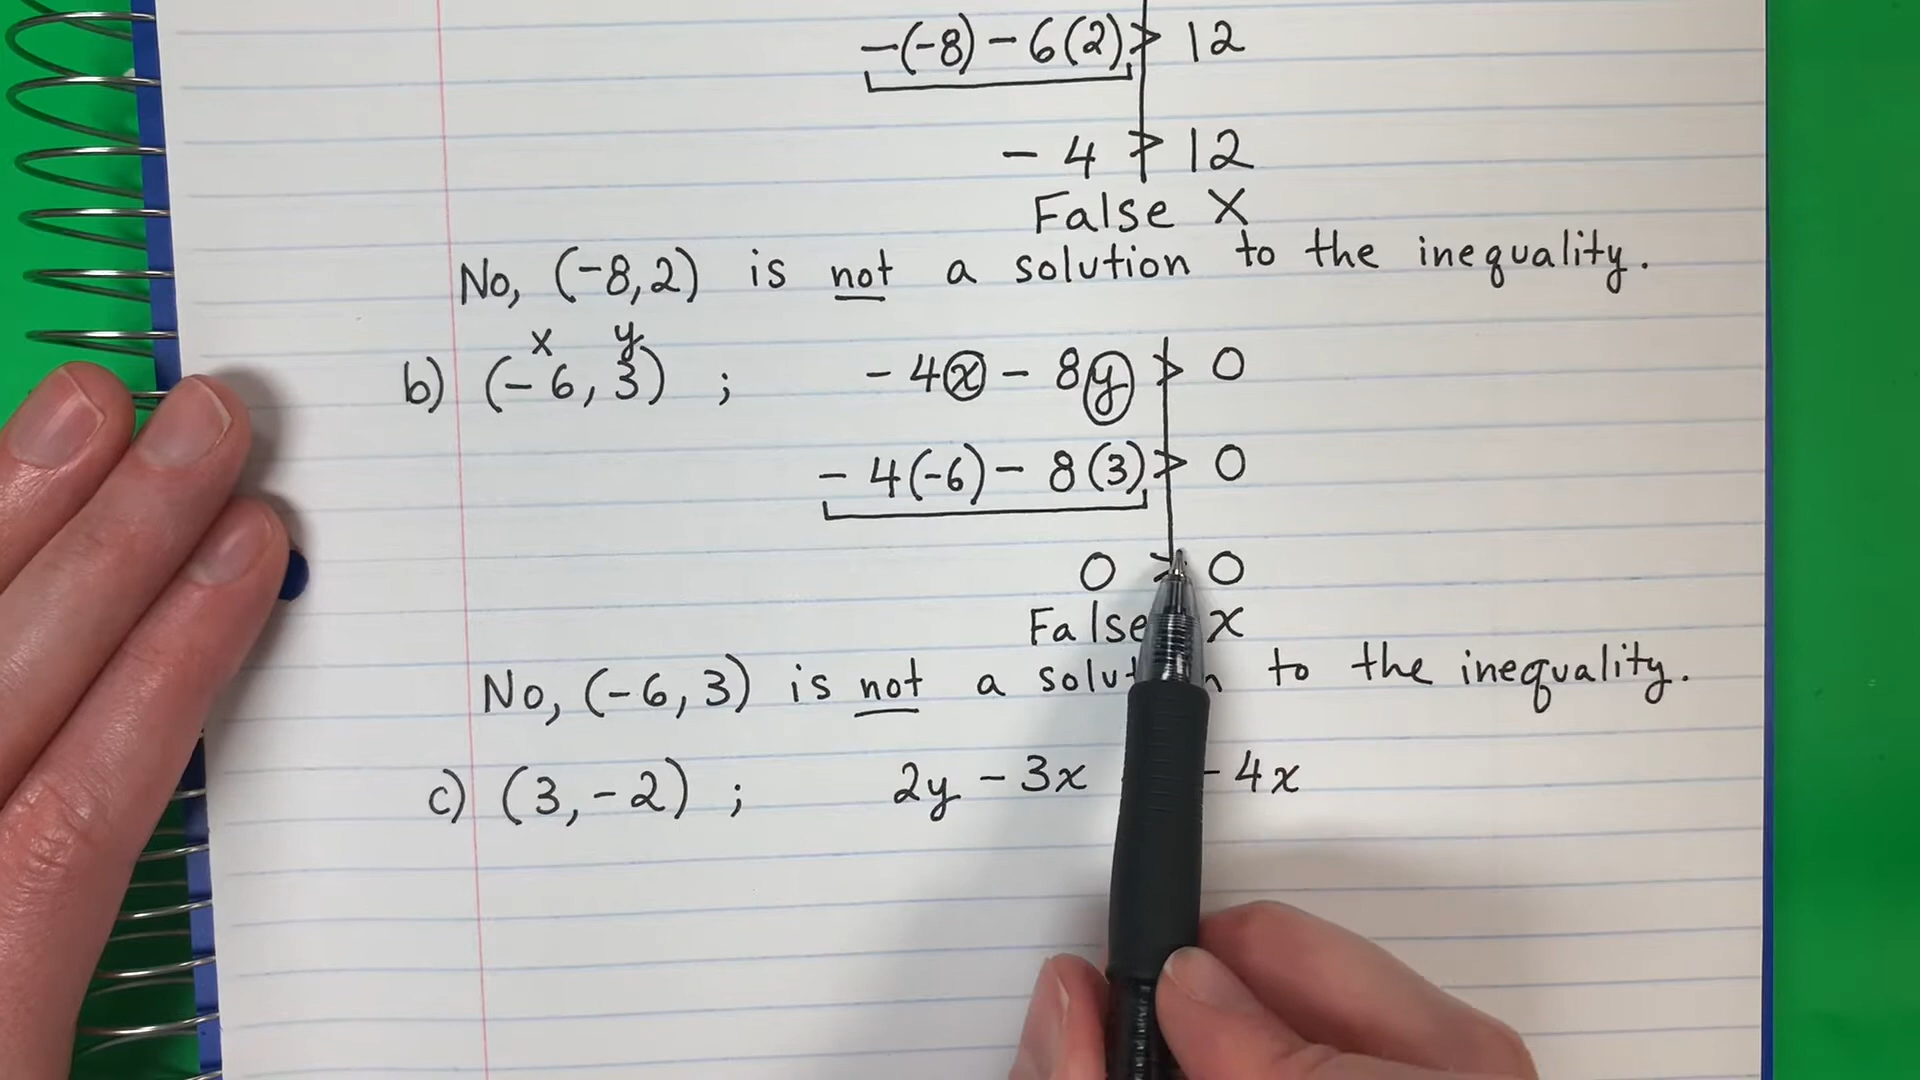 -(-8) - 6(2) > 12
- 4 > 12
False X
No, (-8,2) is not a solution to the inequality.
x y
b) (-6, 3) ; - 4x - 8y > 0
- 4(-6) - 8(3) > 0
0 > 0
False x
No, (-6, 3) is not a to the inequality.
c) (3, -2) ; 2y - 3x - 4x